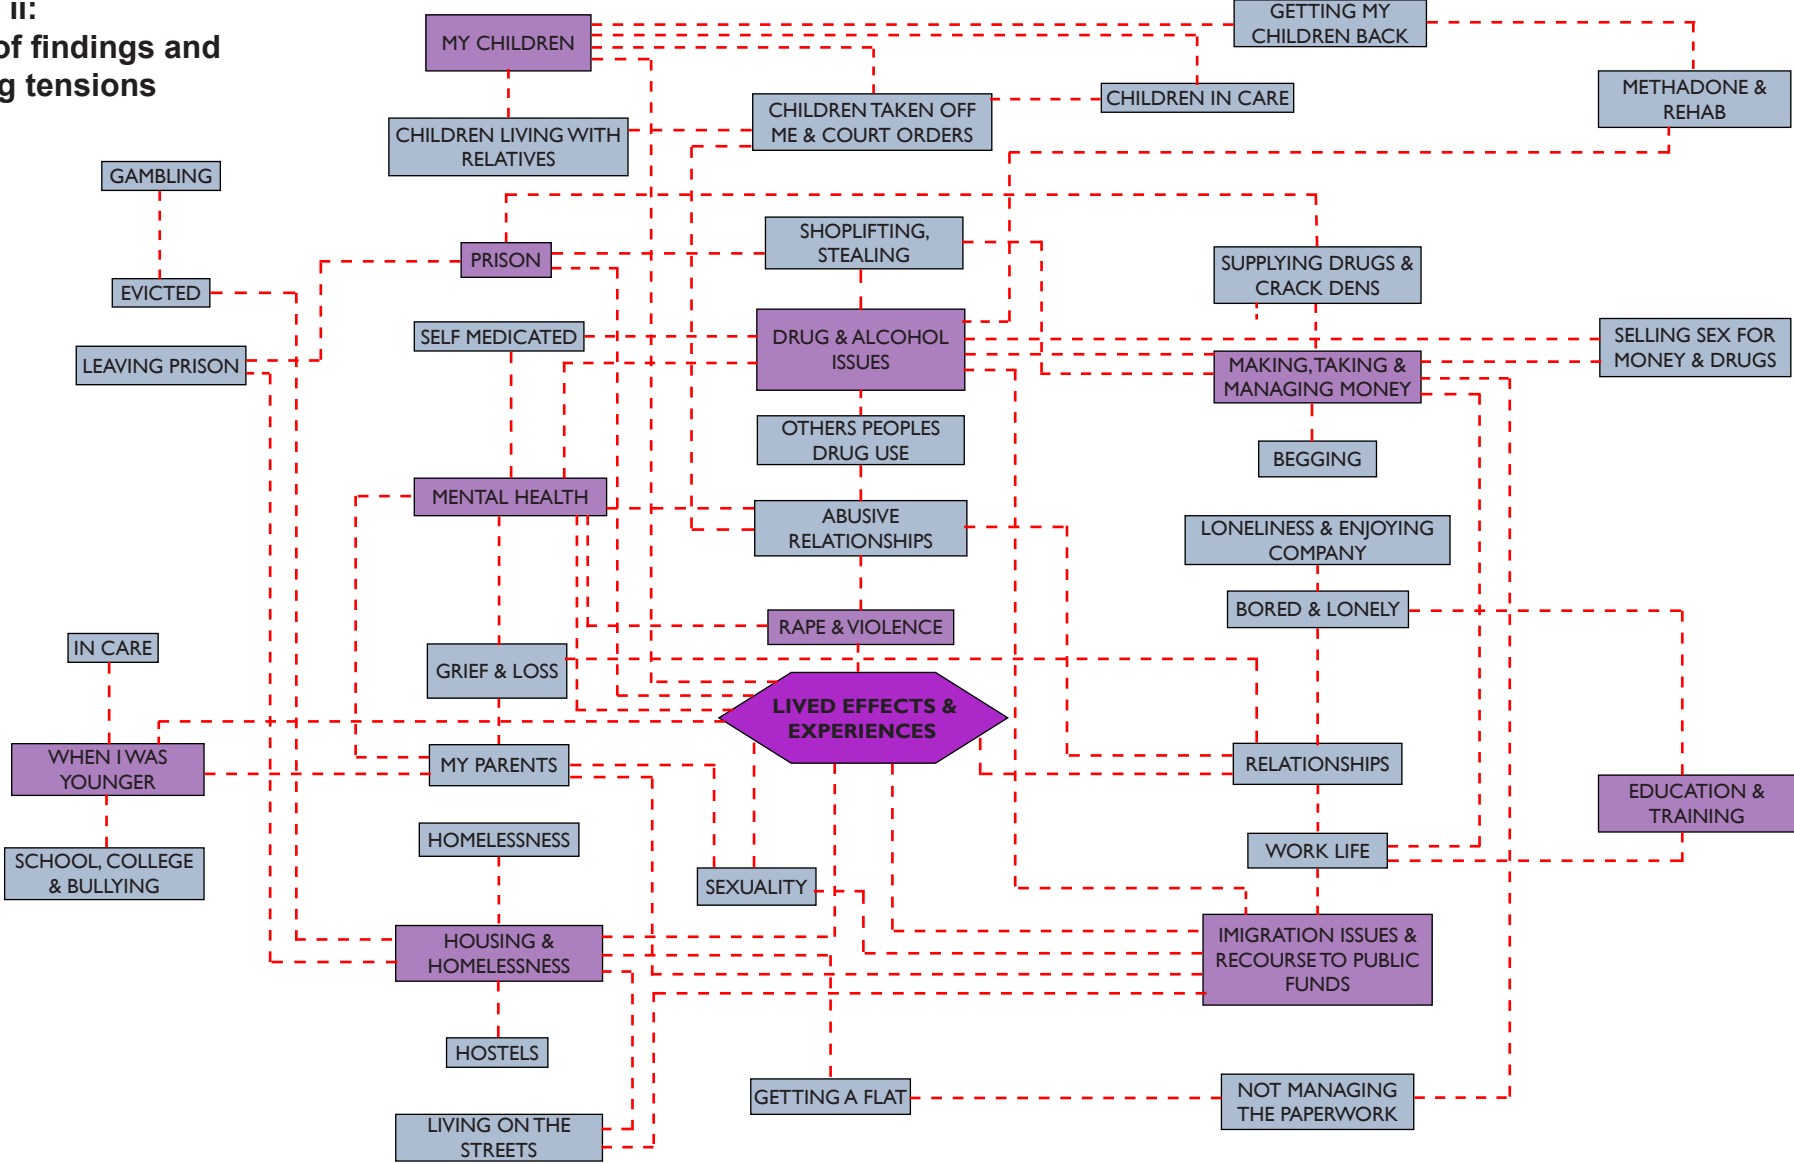 ii:
of findings and
g tensions
MY CHILDREN
GETTING MY
CHILDREN BACK
METHADONE &
REHAB
CHILDREN IN CARE
CHILDREN TAKEN OFF
ME & COURT ORDERS
CHILDREN LIVING WITH
RELATIVES
GAMBLING
SHOPLIFTING,
STEALING
PRISON
SUPPLYING DRUGS &
CRACK DENS
EVICTED
SELF MEDICATED
DRUG & ALCOHOL
ISSUES
SELLING SEX FOR
MONEY & DRUGS
LEAVING PRISON
MAKING, TAKING &
MANAGING MONEY
OTHERS PEOPLES
DRUG USE
BEGGING
MENTAL HEALTH
ABUSIVE
RELATIONSHIPS
LONELINESS & ENJOYING
COMPANY
BORED & LONELY
RAPE & VIOLENCE
IN CARE
GRIEF & LOSS
LIVED EFFECTS &
EXPERIENCES
WHEN I WAS
YOUNGER
MY PARENTS
RELATIONSHIPS
EDUCATION &
TRAINING
HOMELESSNESS
WORK LIFE
SCHOOL, COLLEGE
& BULLYING
SEXUALITY
HOUSING &
HOMELESSNESS
IMIGRATION ISSUES &
RECOURSE TO PUBLIC
FUNDS
HOSTELS
GETTING A FLAT
NOT MANAGING
THE PAPERWORK
LIVING ON THE
STREETS